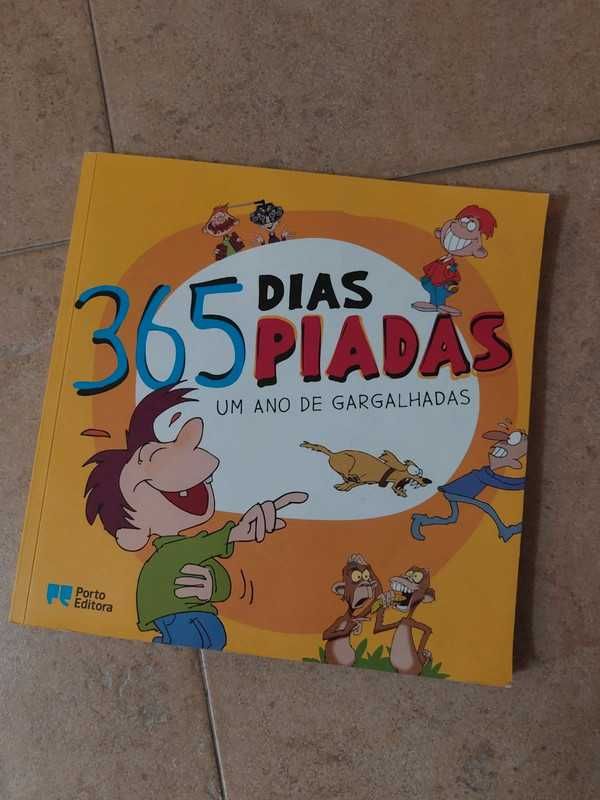 365 DIAS
PIADAS
UM ANO DE GARGALHADAS
Porto
Editora